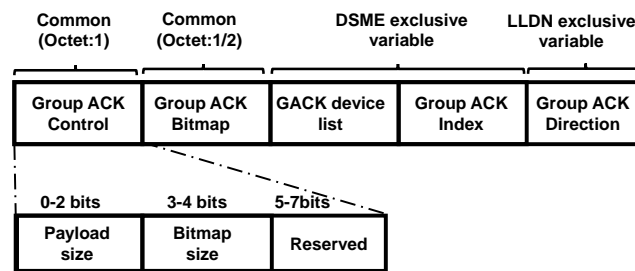 Common
(Octet:1)
Common
(Octet:1/2)
DSME exclusive
variable
LLDN exclusive
variable
Group ACK
Control
Group ACK
Bitmap
GACK device
list
Group ACK
Index
Group ACK
Direction
0-2 bits
3-4 bits
5-7bits
Payload
size
Bitmap
size
Reserved